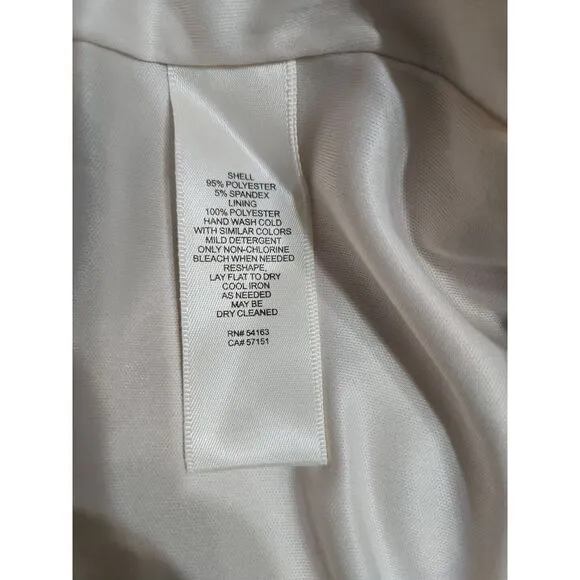 SHELL
95% POLYESTER
5% SPANDEX
LINING
100% POLYESTER
HAND WASH COLD
WITH SIMILAR COLORS
MILD DETERGENT
ONLY NON-CHLORINE
BLEACH WHEN NEEDED
RESHAPE,
LAY FLAT TO DRY
COOL IRON
AS NEEDED
MAY BE
DRY CLEANED
RN# 54163
CA# 57151